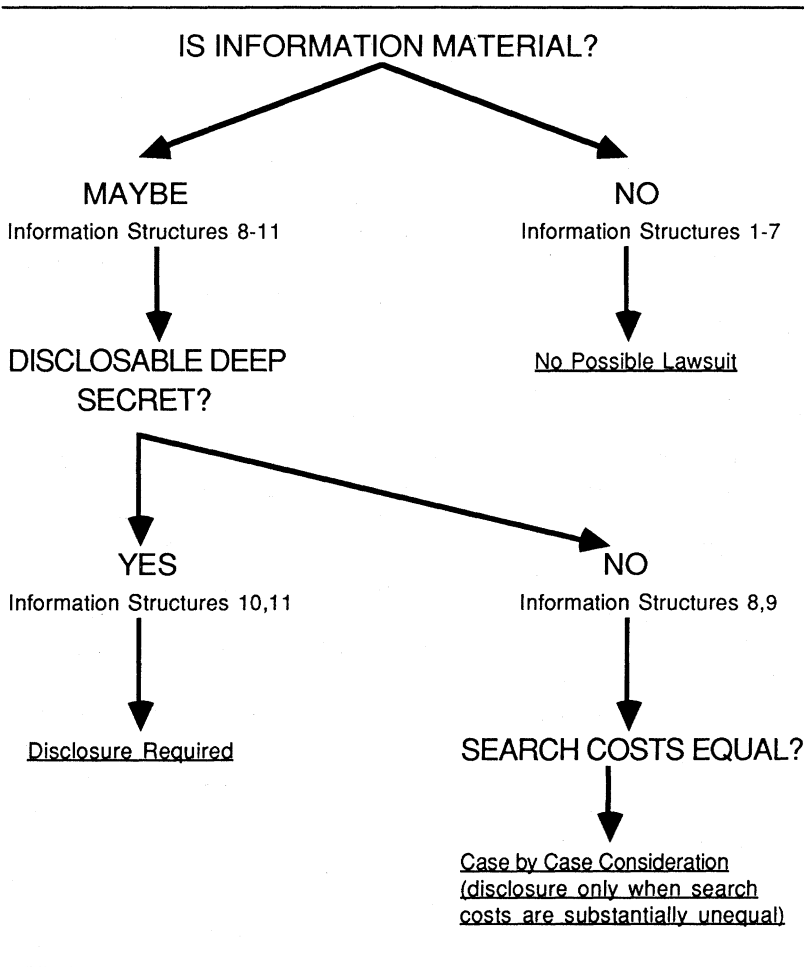 IS INFORMATION MATERIAL?
MAYBE
Information Structures 8-11
NO
Information Structures 1-7
DISCLOSABLE DEEP
SECRET?
No Possible Lawsuit
YES
Information Structures 10,11
NO
Information Structures 8,9
Disclosure Required
SEARCH COSTS EQUAL?
Case by Case Consideration
(disclosure only when search
costs are substantially unequal)